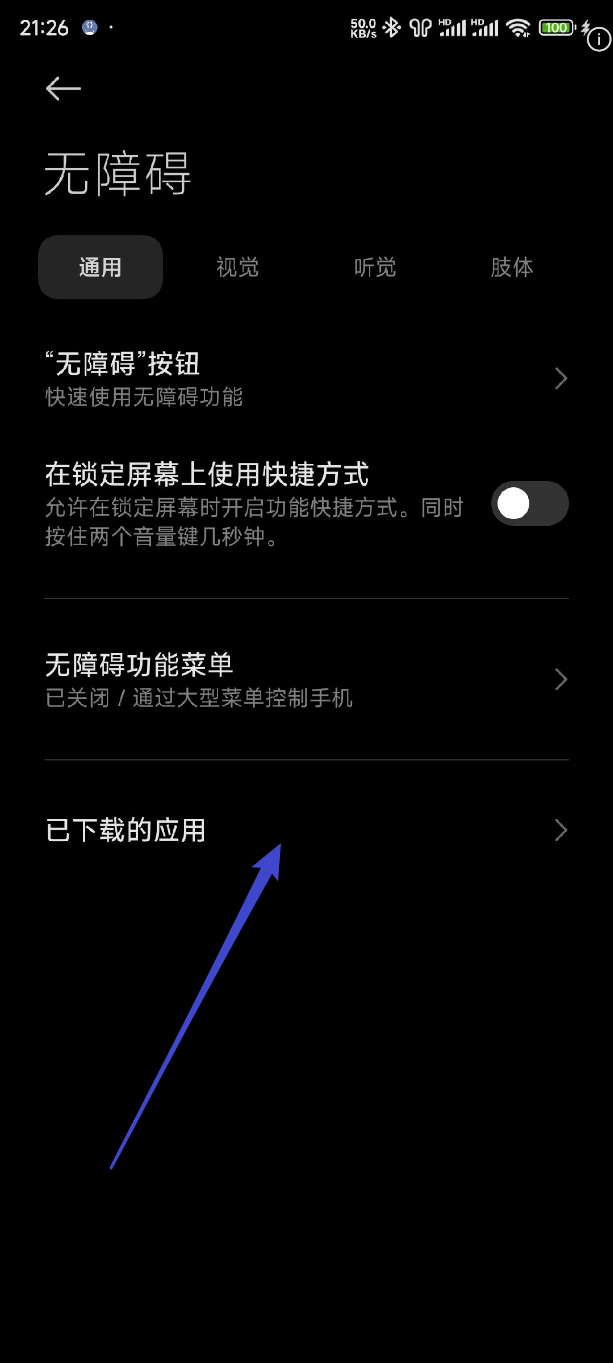 21:26
50.0 KB/s HD HD 100
无障碍
通用 视觉 听觉 肢体
“无障碍”按钮
快速使用无障碍功能
在锁定屏幕上使用快捷方式
允许在锁定屏幕时开启功能快捷方式。同时
按住两个音量键几秒钟。
无障碍功能菜单
已关闭 / 通过大型菜单控制手机
已下载的应用